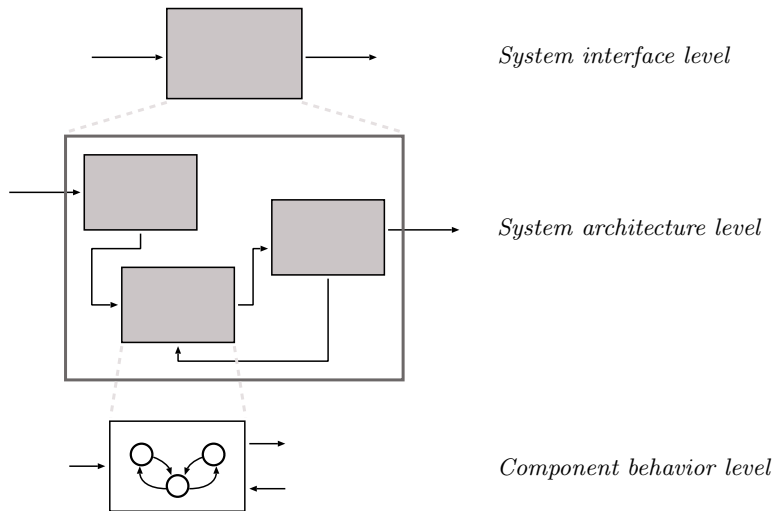 System interface level
System architecture level
Component behavior level